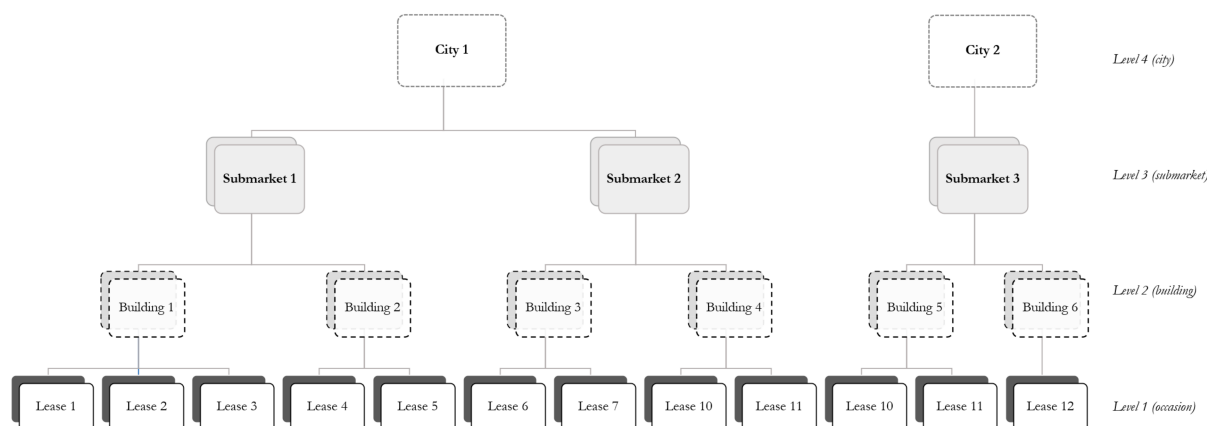 City 1
City 2
Level 4 (city)
Submarket 1
Submarket 2
Submarket 3
Level 3 (submarket)
Building 1
Building 2
Building 3
Building 4
Building 5
Building 6
Level 2 (building)
Lease 1
Lease 2
Lease 3
Lease 4
Lease 5
Lease 6
Lease 7
Lease 10
Lease 11
Lease 10
Lease 11
Lease 12
Level 1 (occasion)